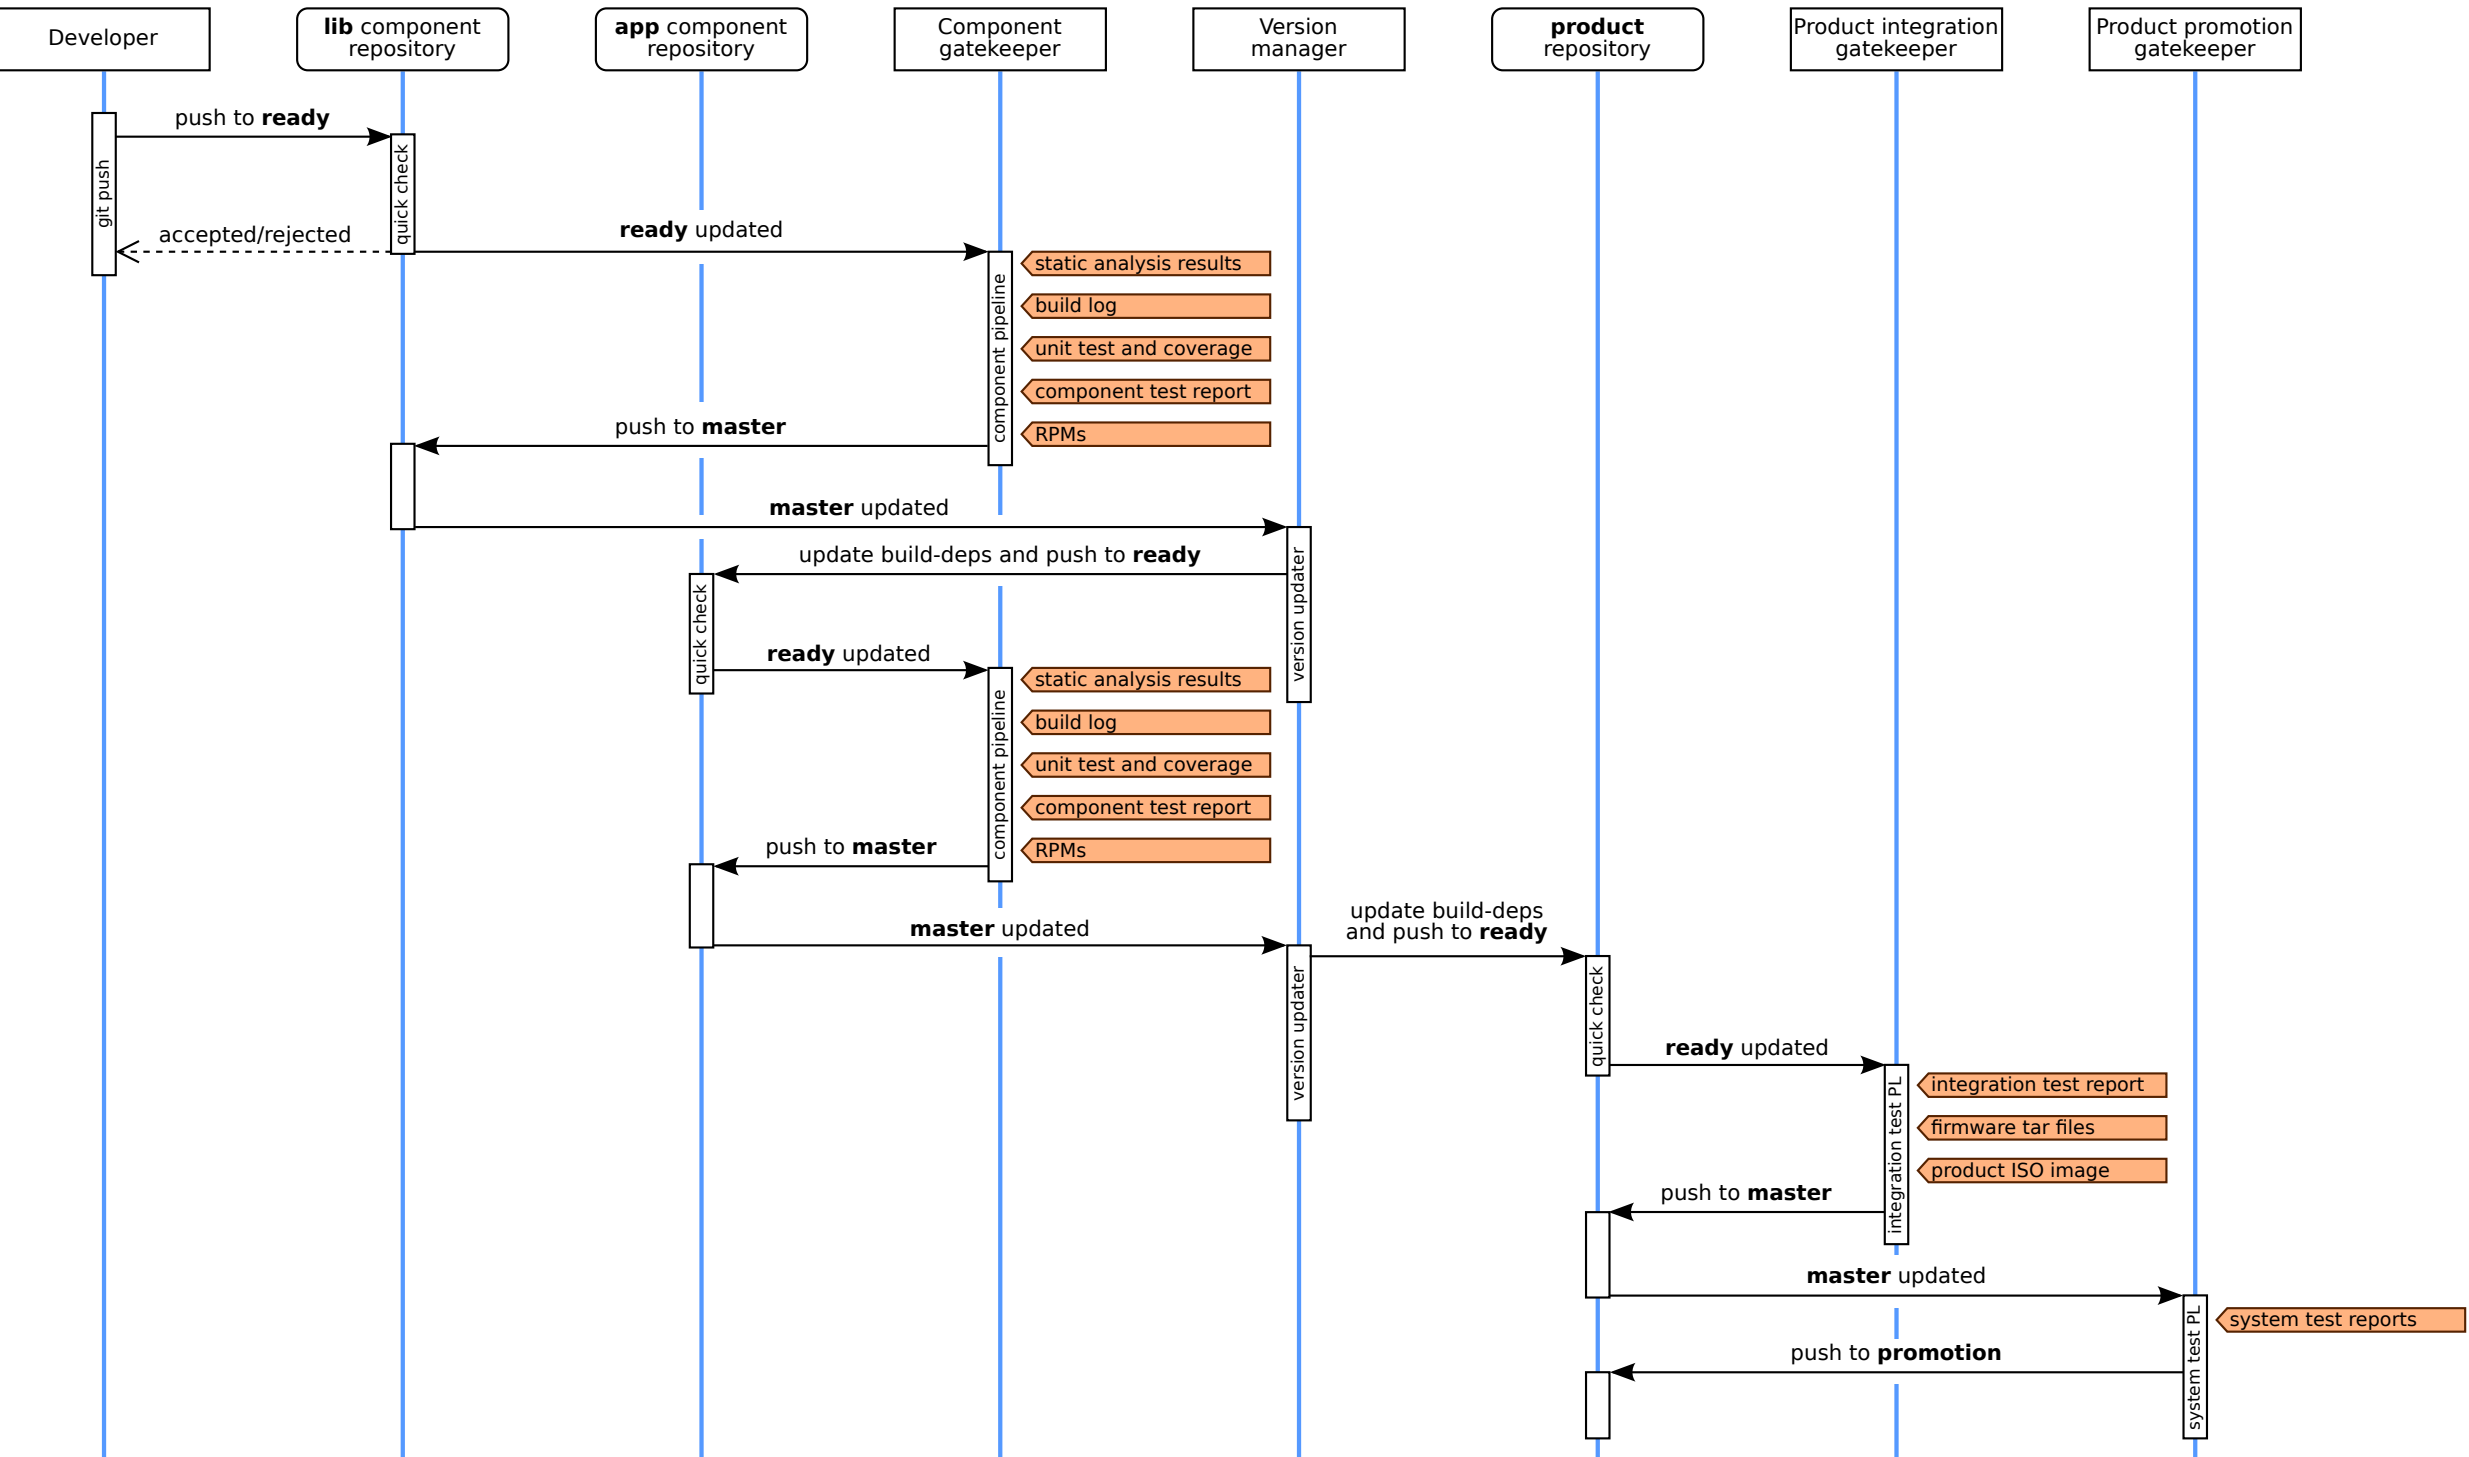 Developer
lib component
repository
app component
repository
Component
gatekeeper
Version
manager
product
repository
Product integration
gatekeeper
Product promotion
gatekeeper
push to ready
git push
quick check
accepted/rejected
ready updated
component pipeline
static analysis results
build log
unit test and coverage
component test report
RPMs
push to master
master updated
version updater
update build-deps and push to ready
quick check
ready updated
component pipeline
static analysis results
build log
unit test and coverage
component test report
RPMs
push to master
master updated
version updater
update build-deps
and push to ready
quick check
ready updated
integration test PL
integration test report
firmware tar files
product ISO image
push to master
master updated
system test PL
system test reports
push to promotion